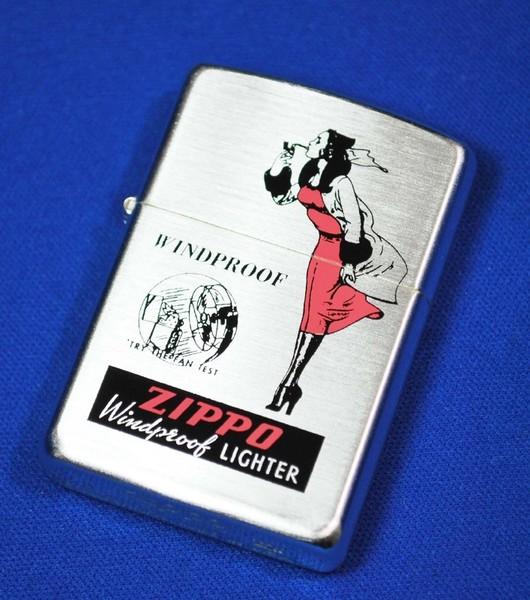 WINDPROOF
"TRY THE FAN TEST
ZIPPO
Windproof LIGHTER